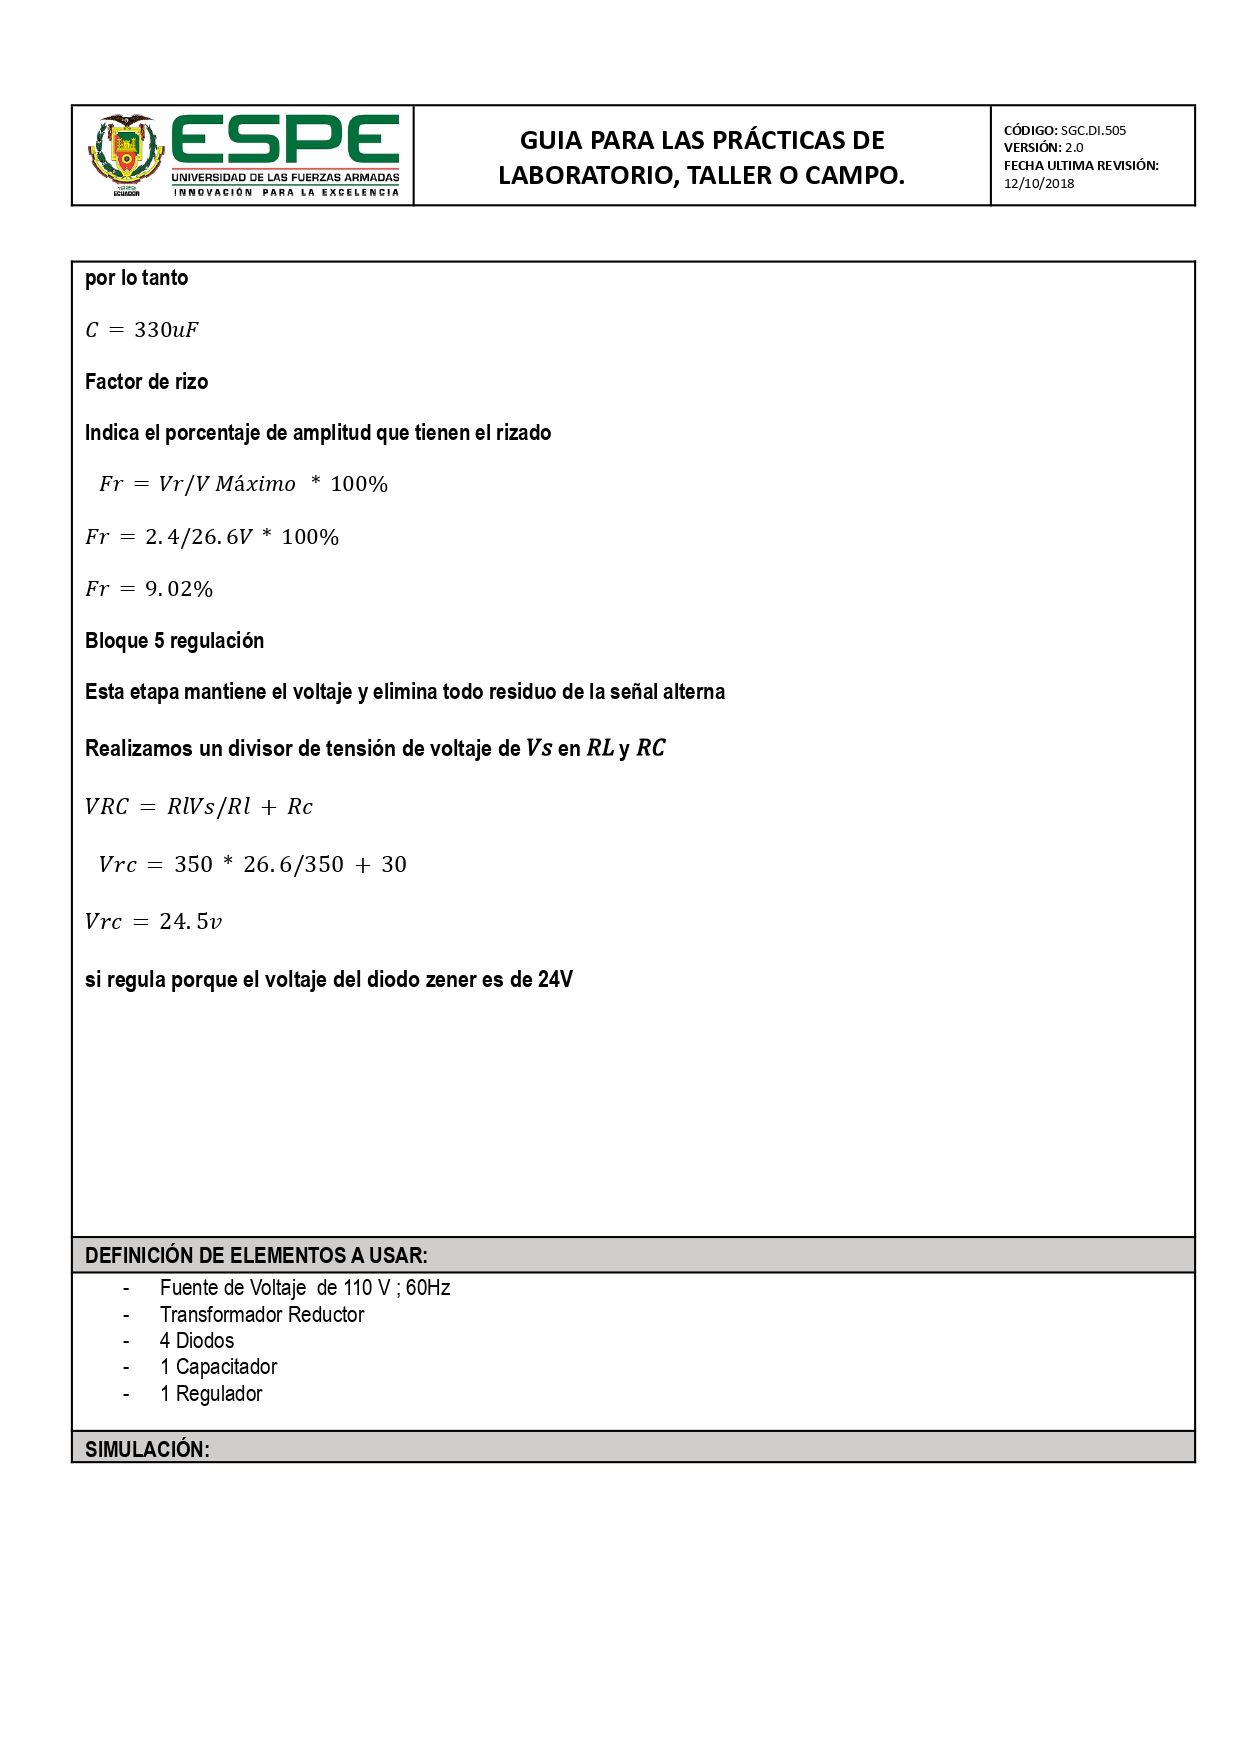 ESPE
UNIVERSIDAD DE LAS FUERZAS ARMADAS
INNOVACIÓN PARA LA EXCELENCIA
ECUADOR
GUIA PARA LAS PRÁCTICAS DE
LABORATORIO, TALLER O CAMPO.
CÓDIGO: SGC.DI.505
VERSIÓN: 2.0
FECHA ULTIMA REVISIÓN:
12/10/2018
por lo tanto
C = 330uF
Factor de rizo
Indica el porcentaje de amplitud que tienen el rizado
Fr = Vr/V Máximo * 100%
Fr = 2.4/26.6V * 100%
Fr = 9.02%
Bloque 5 regulación
Esta etapa mantiene el voltaje y elimina todo residuo de la señal alterna
Realizamos un divisor de tensión de voltaje de Vs en RL y RC
VRC = RlVs/Rl + Rc
Vrc = 350 * 26.6/350 + 30
Vrc = 24.5v
si regula porque el voltaje del diodo zener es de 24V
DEFINICIÓN DE ELEMENTOS A USAR:
- Fuente de Voltaje de 110 V ; 60Hz
- Transformador Reductor
- 4 Diodos
- 1 Capacitador
- 1 Regulador
SIMULACIÓN: